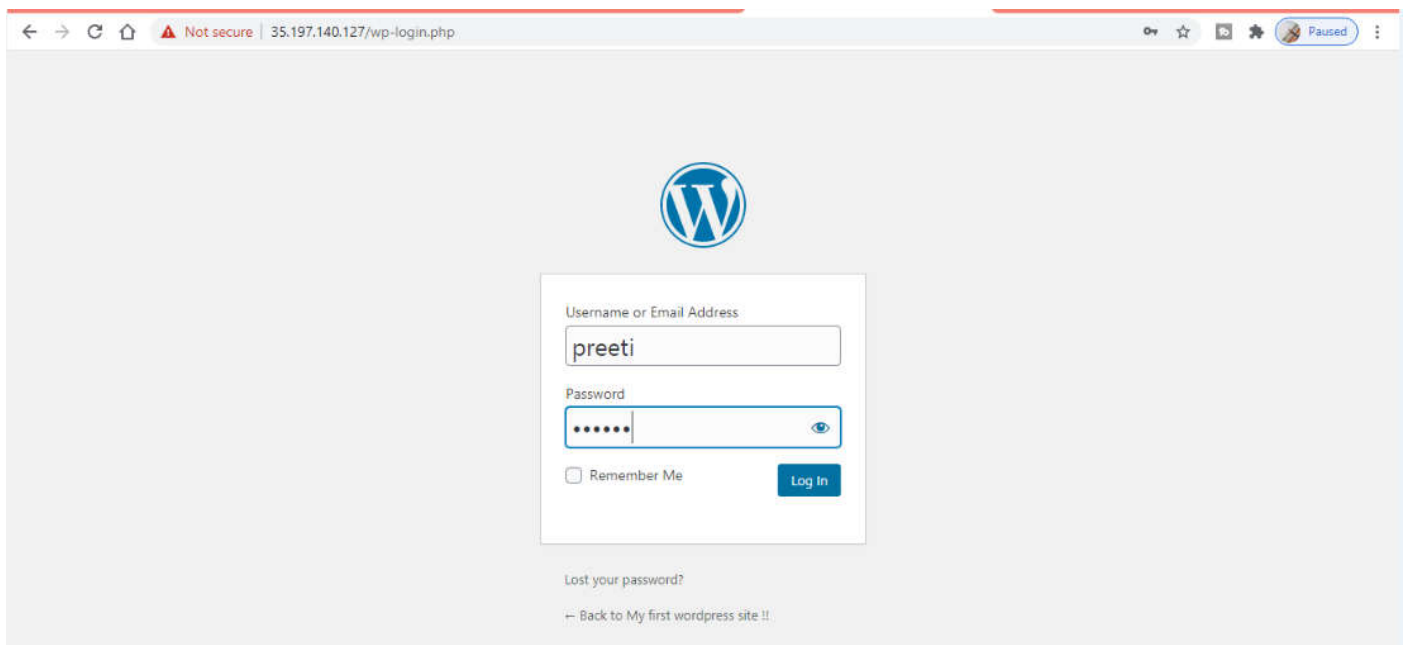 Not secure 35.197.140.127/wp-login.php Paused
Username or Email Address
preeti
Password
••••••
Remember Me Log In
Lost your password?
← Back to My first wordpress site !!